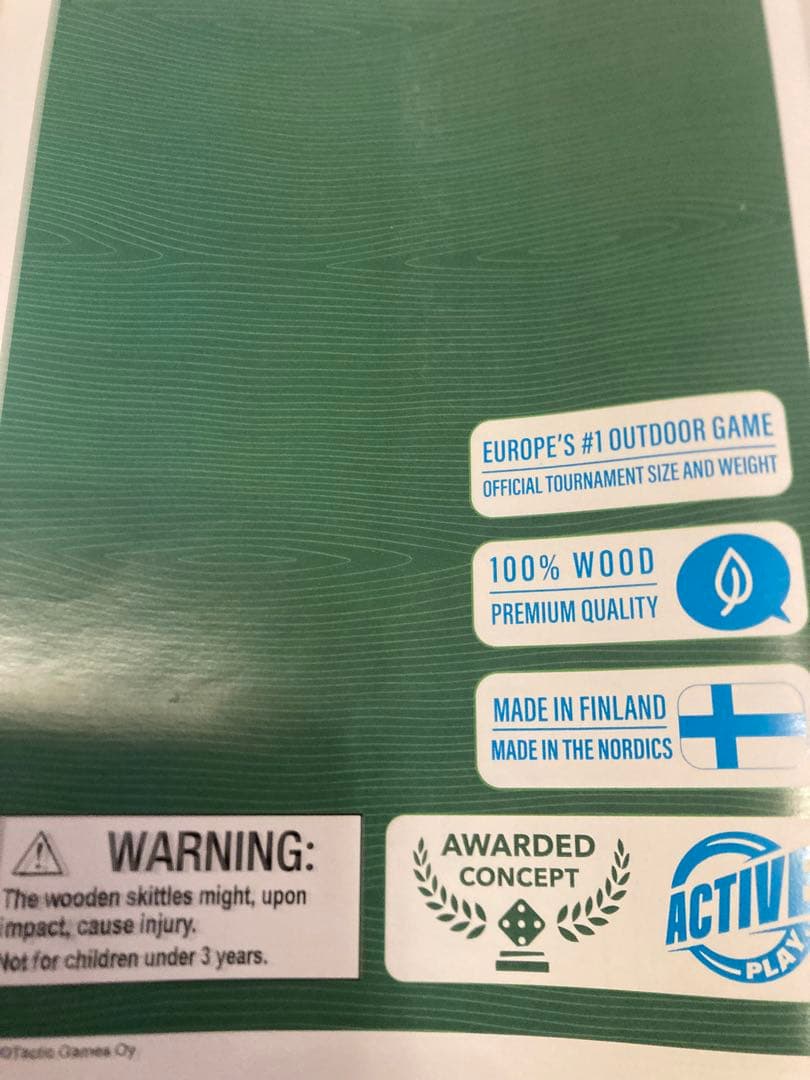 EUROPE'S #1 OUTDOOR GAME
OFFICIAL TOURNAMENT SIZE AND WEIGHT
100% WOOD
PREMIUM QUALITY
MADE IN FINLAND
MADE IN THE NORDICS
WARNING:
The wooden skittles might, upon
impact, cause injury.
Not for children under 3 years.
AWARDED
CONCEPT
ACTIVE
PLAY
©Tactic Games Oy